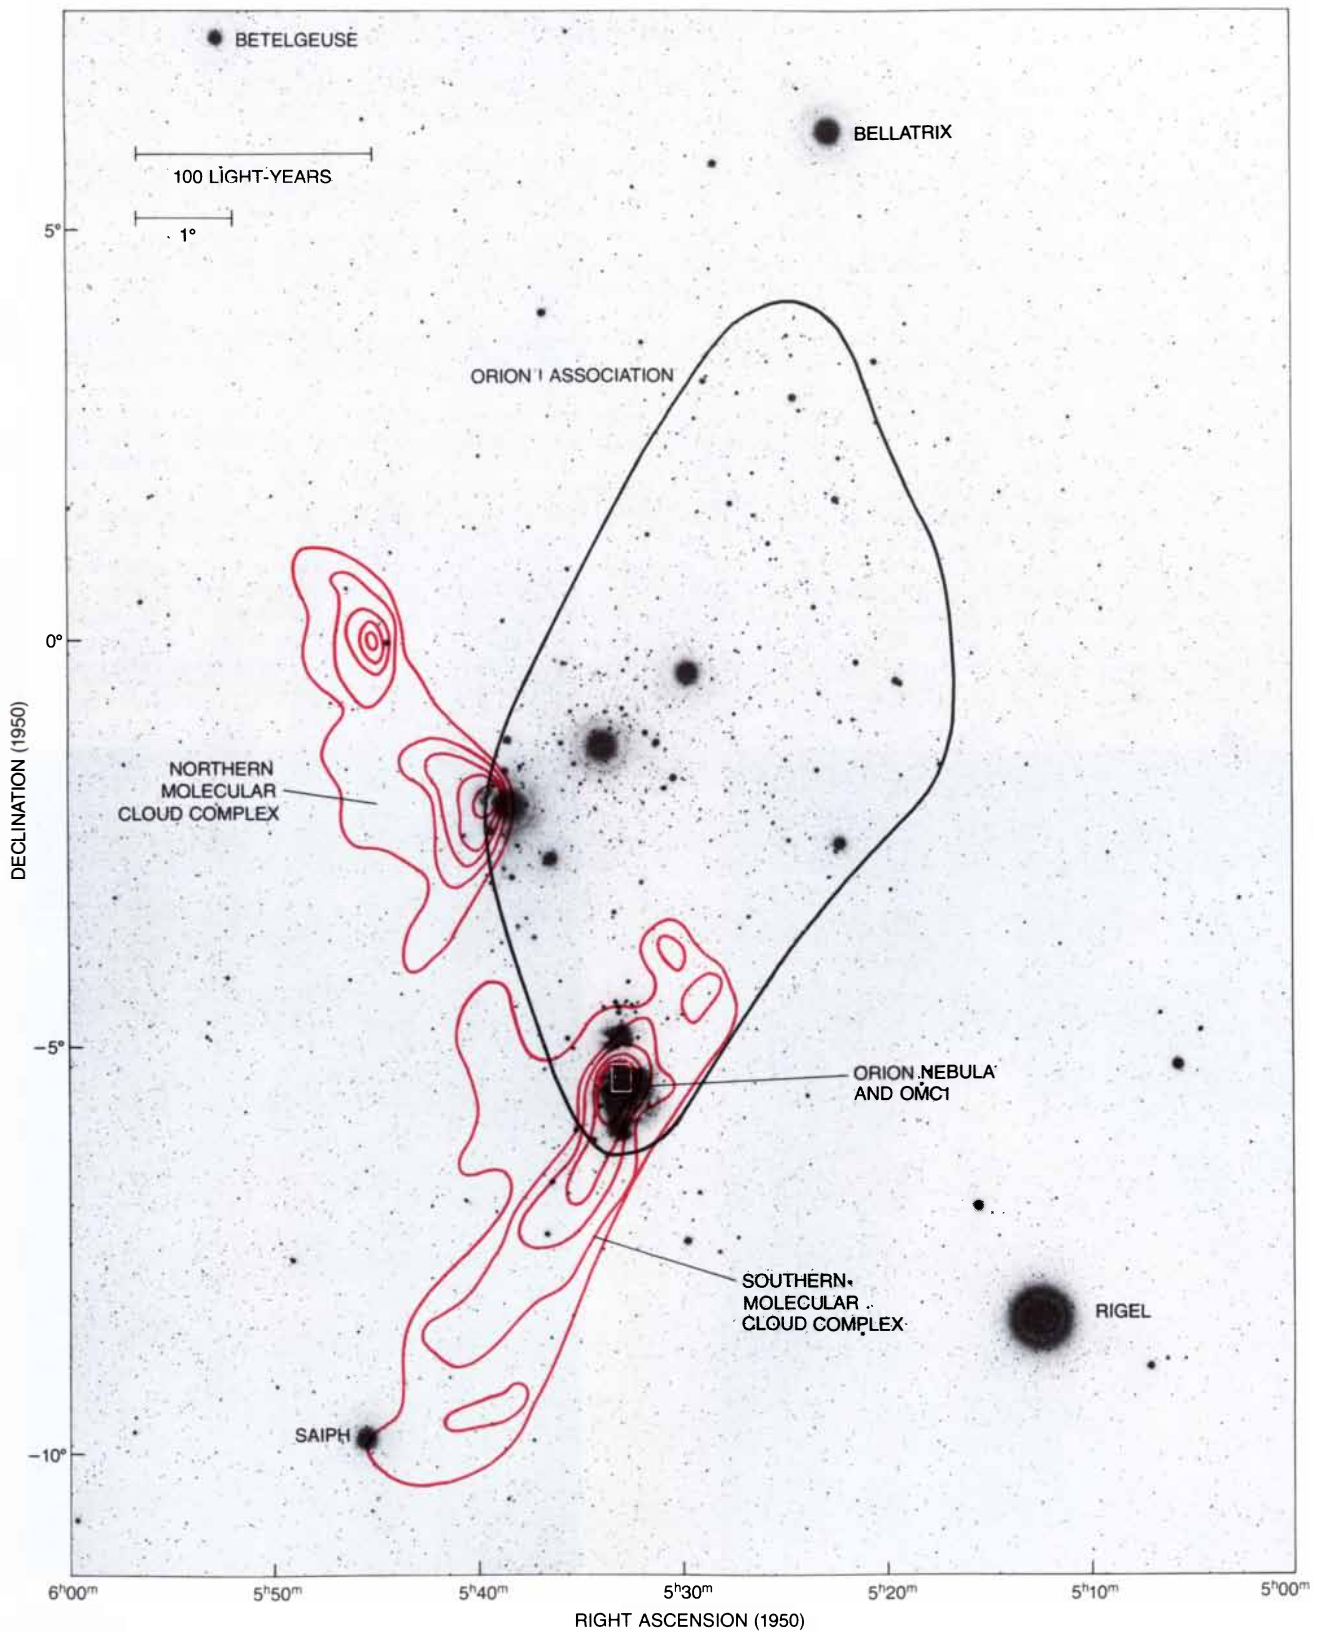 BETELGEUSE
BELLATRIX
100 LIGHT-YEARS
1°
5°
ORION I ASSOCIATION
0°
DECLINATION (1950)
NORTHERN
MOLECULAR
CLOUD COMPLEX
-5°
ORION NEBULA
AND OMC1
SOUTHERN
MOLECULAR
CLOUD COMPLEX
RIGEL
SAIPH
-10°
6h00m
5h50m
5h40m
5h30m
5h20m
5h10m
5h00m
RIGHT ASCENSION (1950)